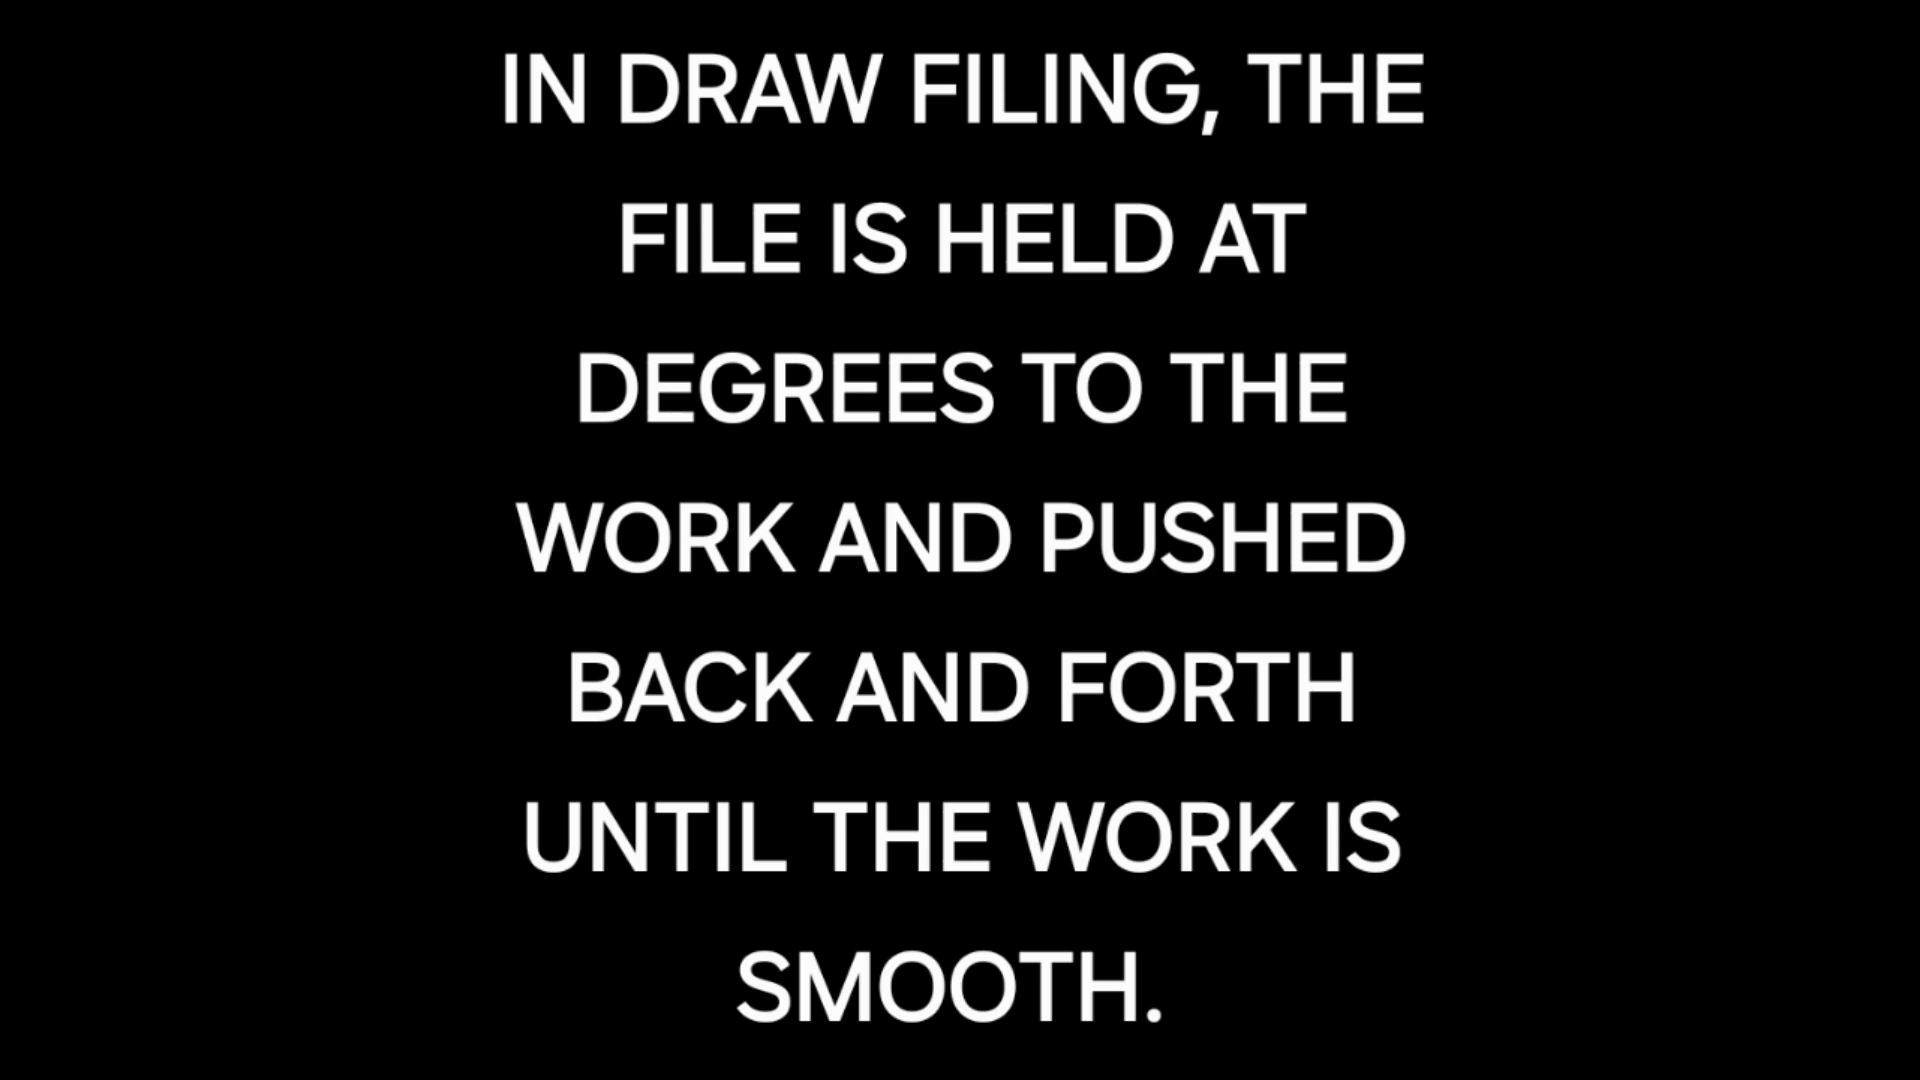 IN DRAW FILING, THE
FILE IS HELD AT
DEGREES TO THE
WORK AND PUSHED
BACK AND FORTH
UNTIL THE WORK IS
SMOOTH.